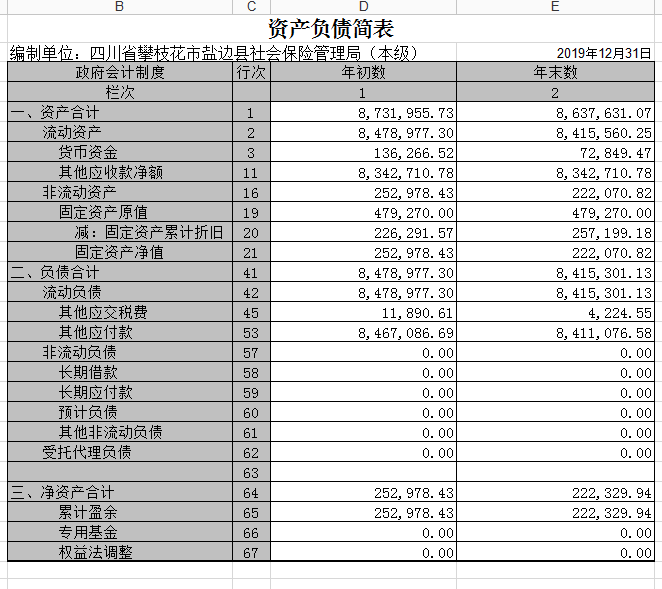 B C D E
资产负债简表
编制单位：四川省攀枝花市盐边县社会保险管理局（本级） 2019年12月31日
政府会计制度 行次 年初数 年末数
栏次 1 2
一、资产合计 1 8,731,955.73 8,637,631.07
流动资产 2 8,478,977.30 8,415,560.25
货币资金 3 136,266.52 72,849.47
其他应收款净额 11 8,342,710.78 8,342,710.78
非流动资产 16 252,978.43 222,070.82
固定资产原值 19 479,270.00 479,270.00
减：固定资产累计折旧 20 226,291.57 257,199.18
固定资产净值 21 252,978.43 222,070.82
二、负债合计 41 8,478,977.30 8,415,301.13
流动负债 42 8,478,977.30 8,415,301.13
其他应交税费 45 11,890.61 4,224.55
其他应付款 53 8,467,086.69 8,411,076.58
非流动负债 57 0.00 0.00
长期借款 58 0.00 0.00
长期应付款 59 0.00 0.00
预计负债 60 0.00 0.00
其他非流动负债 61 0.00 0.00
受托代理负债 62 0.00 0.00
63
三、净资产合计 64 252,978.43 222,329.94
累计盈余 65 252,978.43 222,329.94
专用基金 66 0.00 0.00
权益法调整 67 0.00 0.00